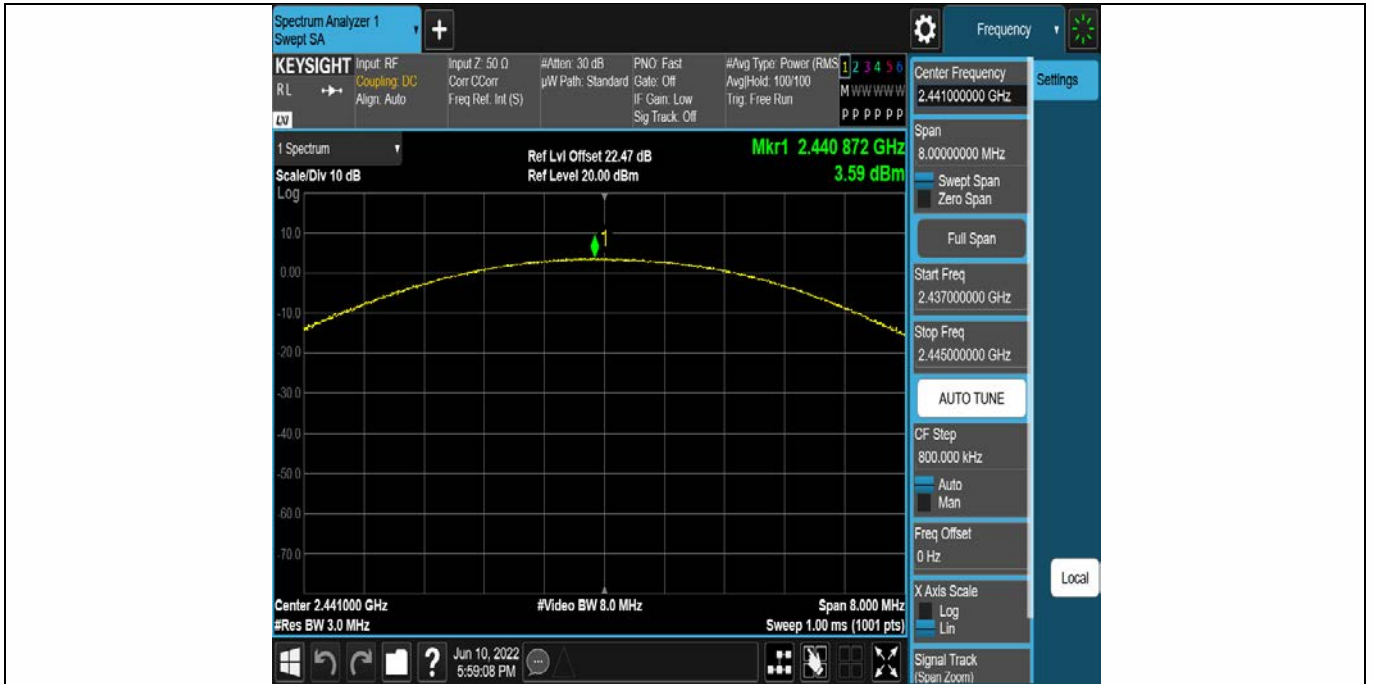 Spectrum Analyzer 1
Swept SA
+
Frequency
KEYSIGHT
RL
LXI
Input: RF
Coupling: DC
Align: Auto
Input Z: 50 Ω
Corr CCorr
Freq Ref: Int (S)
#Atten: 30 dB
µW Path: Standard
PNO: Fast
Gate: Off
IF Gain: Low
Sig Track: Off
#Avg Type: Power (RMS
Avg|Hold: 100/100
Trig: Free Run
1 2 3 4 5 6
M W W W W W
P P P P P P
1 Spectrum
Scale/Div 10 dB
Log
Ref Lvl Offset 22.47 dB
Ref Level 20.00 dBm
Mkr1 2.440 872 GHz
3.59 dBm
1
10.0
0.00
-10.0
-20.0
-30.0
-40.0
-50.0
-60.0
-70.0
Center 2.441000 GHz
#Res BW 3.0 MHz
#Video BW 8.0 MHz
Span 8.000 MHz
Sweep 1.00 ms (1001 pts)
?
Jun 10, 2022
5:59:08 PM
Center Frequency
2.441000000 GHz
Settings
Span
8.00000000 MHz
Swept Span
Zero Span
Full Span
Start Freq
2.437000000 GHz
Stop Freq
2.445000000 GHz
AUTO TUNE
CF Step
800.000 kHz
Auto
Man
Freq Offset
0 Hz
Local
X Axis Scale
Log
Lin
Signal Track
(Span Zoom)